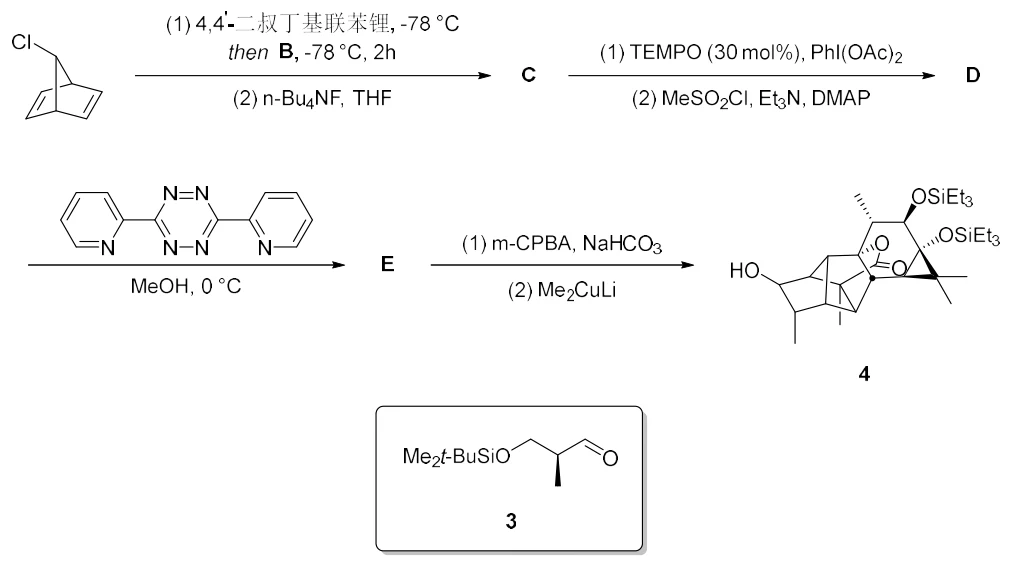 (1) 4,4'-二叔丁基联苯锂, -78 °C
Cl
then B, -78 °C, 2h
(2) n-Bu4NF, THF
C
(1) TEMPO (30 mol%), PhI(OAc)2
(2) MeSO2Cl, Et3N, DMAP
D
N=N
N N
N N
MeOH, 0 °C
E
(1) m-CPBA, NaHCO3
(2) Me2CuLi
OSiEt3
O OSiEt3
O
HO
4
Me2t-BuSiO
O
3